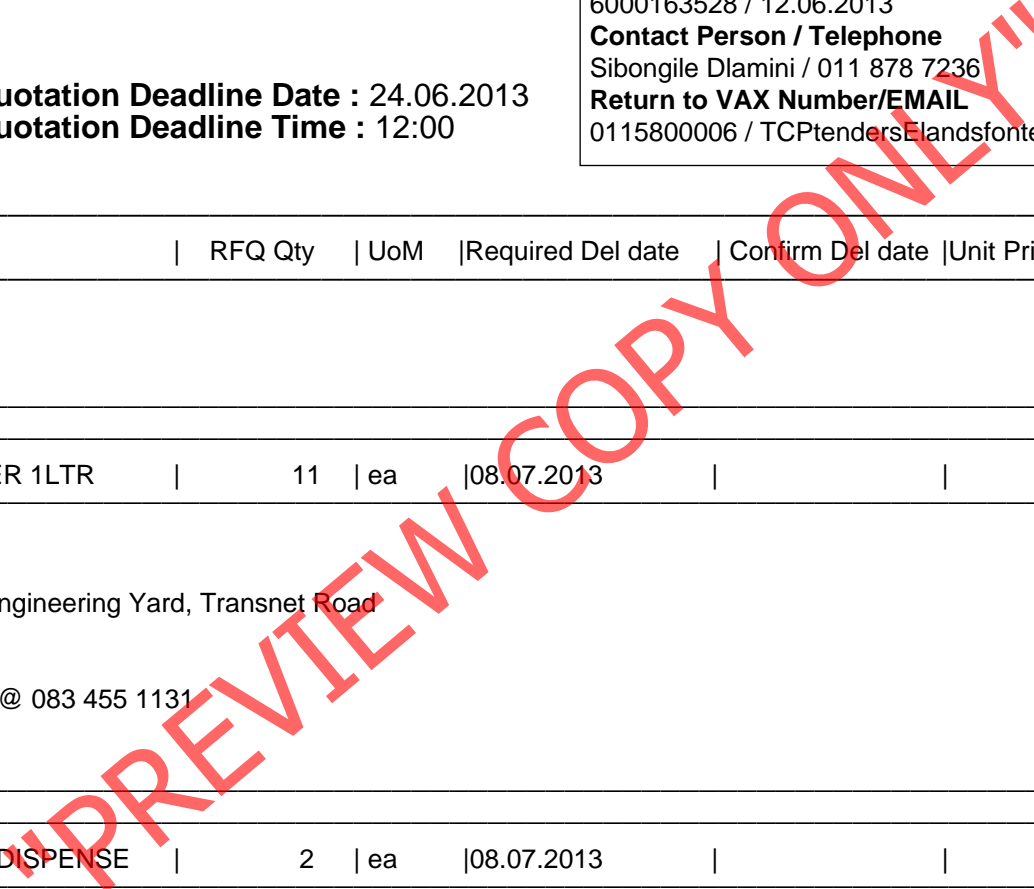 6000163528 / 12.06.2013
Contact Person / Telephone
Sibongile Dlamini / 011 878 7236
uotation Deadline Date : 24.06.2013
Return to VAX Number/EMAIL
uotation Deadline Time : 12:00
0115800006 / TCPtendersElandsfonte
| RFQ Qty | UoM |Required Del date | Confirm Del date |Unit Pri
ER 1LTR | 11 | ea |08.07.2013 | |
ngineering Yard, Transnet Road
@ 083 455 1131
DISPENSE | 2 | ea |08.07.2013 | |
"PREVIEW COPY ONLY"